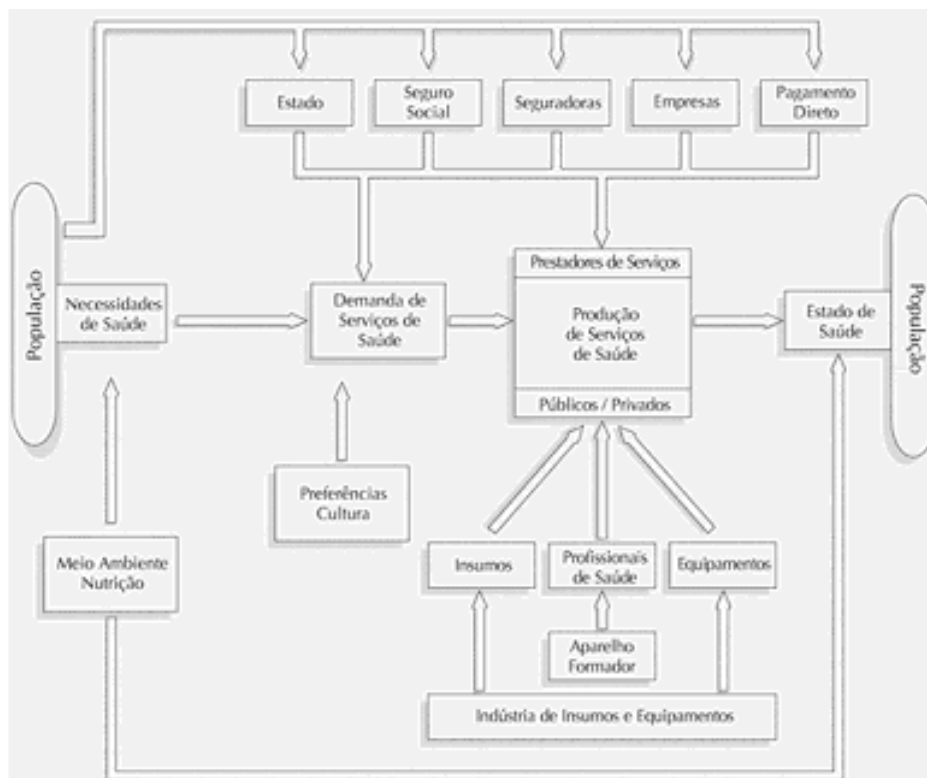 Estado
Seguro
Social
Seguradoras
Empresas
Pagamento
Direto
População
Necessidades
de Saúde
Demanda de
Serviços de
Saúde
Prestadores de Serviços
Produção
de Serviços
de Saúde
Públicos / Privados
Estado de
Saúde
População
Preferências
Cultura
Meio Ambiente
Nutrição
Insumos
Profissionais
de Saúde
Equipamentos
Aparelho
Formador
Indústria de Insumos e Equipamentos